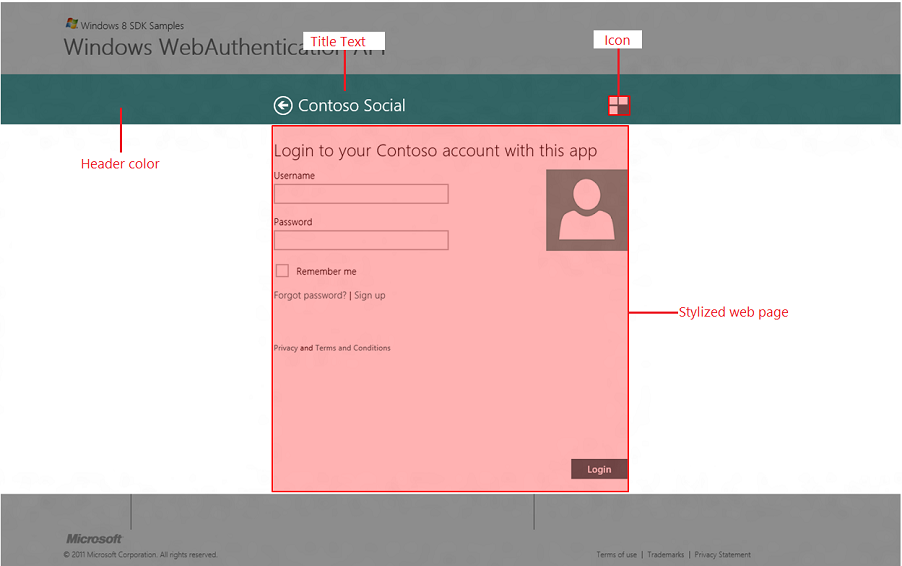 Windows 8 SDK Samples
Windows WebAuthentication API
Title Text
Icon
Contoso Social
Header color
Login to your Contoso account with this app
Username
Password
Remember me
Forgot password? | Sign up
Stylized web page
Privacy and Terms and Conditions
Login
Microsoft
© 2011 Microsoft Corporation. All rights reserved.
Terms of use | Trademarks | Privacy Statement